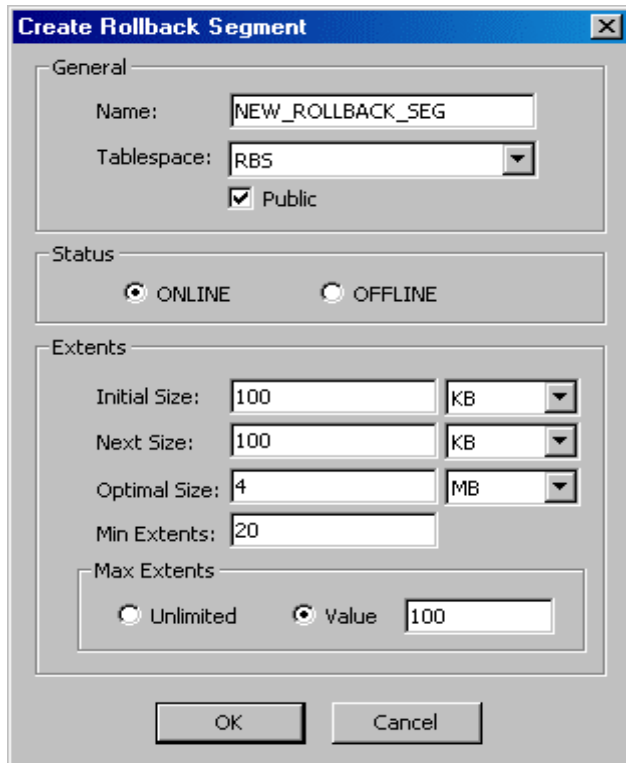 Create Rollback Segment
General
Name: NEW_ROLLBACK_SEG
Tablespace: RBS
Public
Status
ONLINE OFFLINE
Extents
Initial Size: 100 KB
Next Size: 100 KB
Optimal Size: 4 MB
Min Extents: 20
Max Extents
Unlimited Value 100
OK Cancel